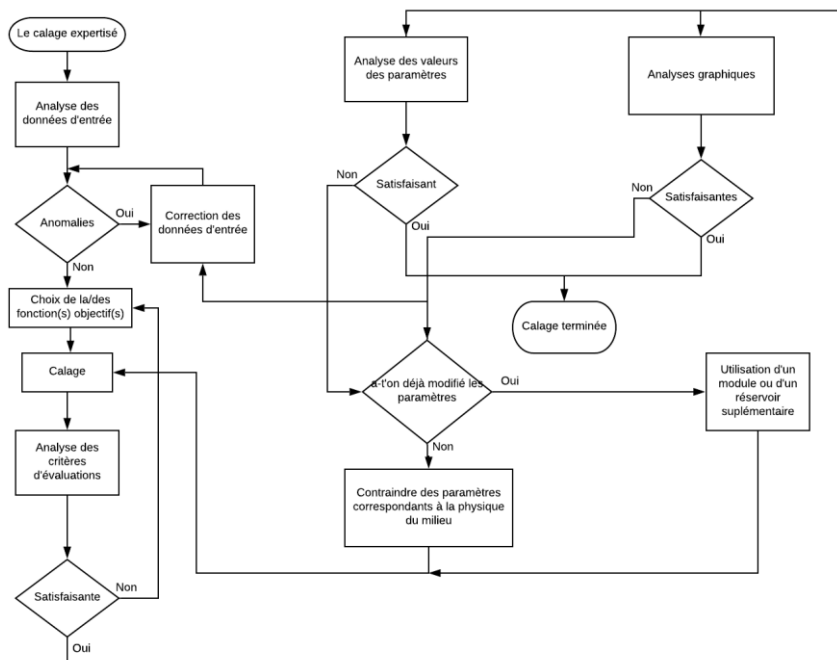 Le calage expertisé
Analyse des
données d'entrée
Anomalies
Oui
Non
Correction des
données d'entrée
Choix de la/des
fonction(s) objectif(s)
Calage
Analyse des
critères
d'évaluations
Satisfaisante
Non
Oui
Analyse des valeurs
des paramètres
Satisfaisant
Non
Oui
Analyses graphiques
Satisfaisantes
Non
Oui
Calage terminée
a-t'on déjà modifié les
paramètres
Oui
Non
Utilisation d'un
module ou d'un
réservoir
suplémentaire
Contraindre des paramètres
correspondants à la physique
du milieu